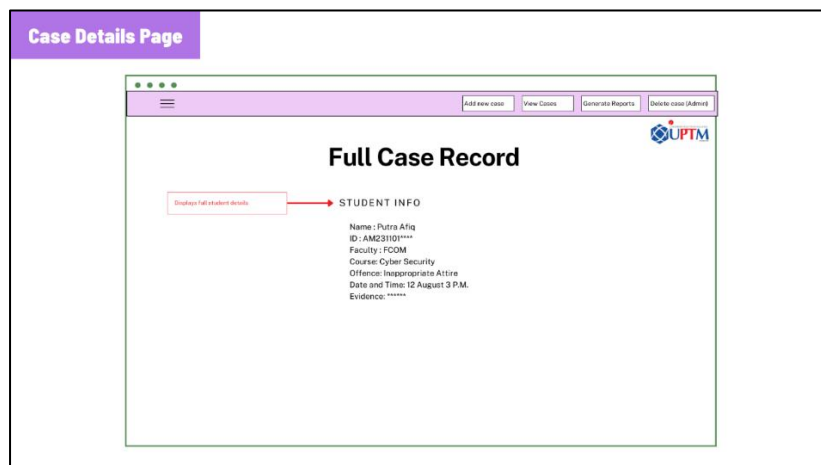 Case Details Page
Add new case
View Cases
Generate Reports
Delete case (Admin)
UPTM
Full Case Record
Displays full student details.
STUDENT INFO
Name : Putra Afiq
ID : AM231101****
Faculty : FCOM
Course: Cyber Security
Offence: Inappropriate Attire
Date and Time: 12 August 3 P.M.
Evidence: ******